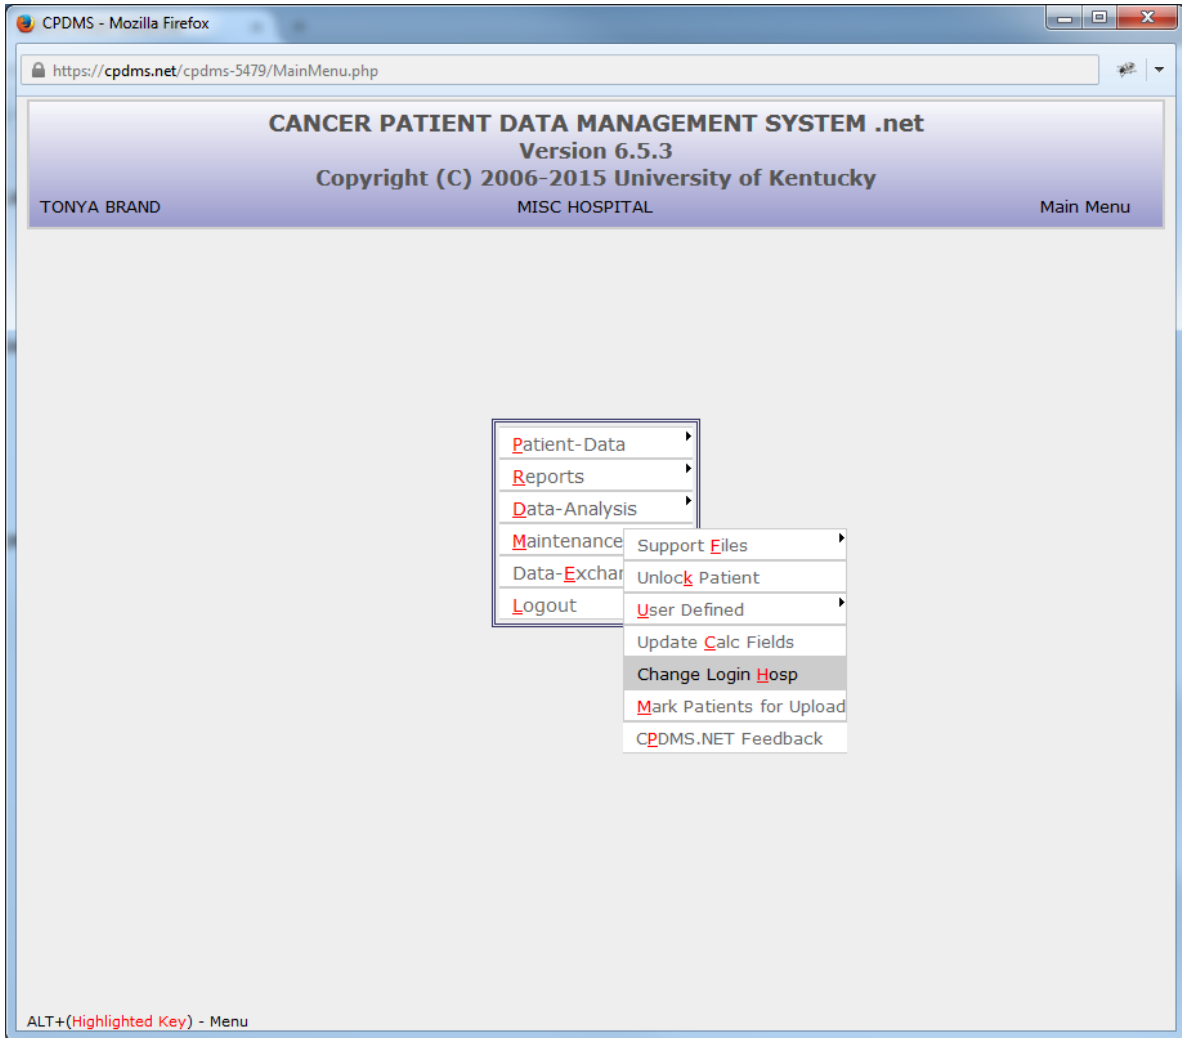 CPDMS - Mozilla Firefox
https://cpdms.net/cpdms-5479/MainMenu.php
CANCER PATIENT DATA MANAGEMENT SYSTEM .net
Version 6.5.3
Copyright (C) 2006-2015 University of Kentucky
TONYA BRAND MISC HOSPITAL Main Menu
Patient-Data
Reports
Data-Analysis
Maintenance
Data-Exchan
Logout
Support Files
Unlock Patient
User Defined
Update Calc Fields
Change Login Hosp
Mark Patients for Upload
CPDMS.NET Feedback
ALT+(Highlighted Key) - Menu